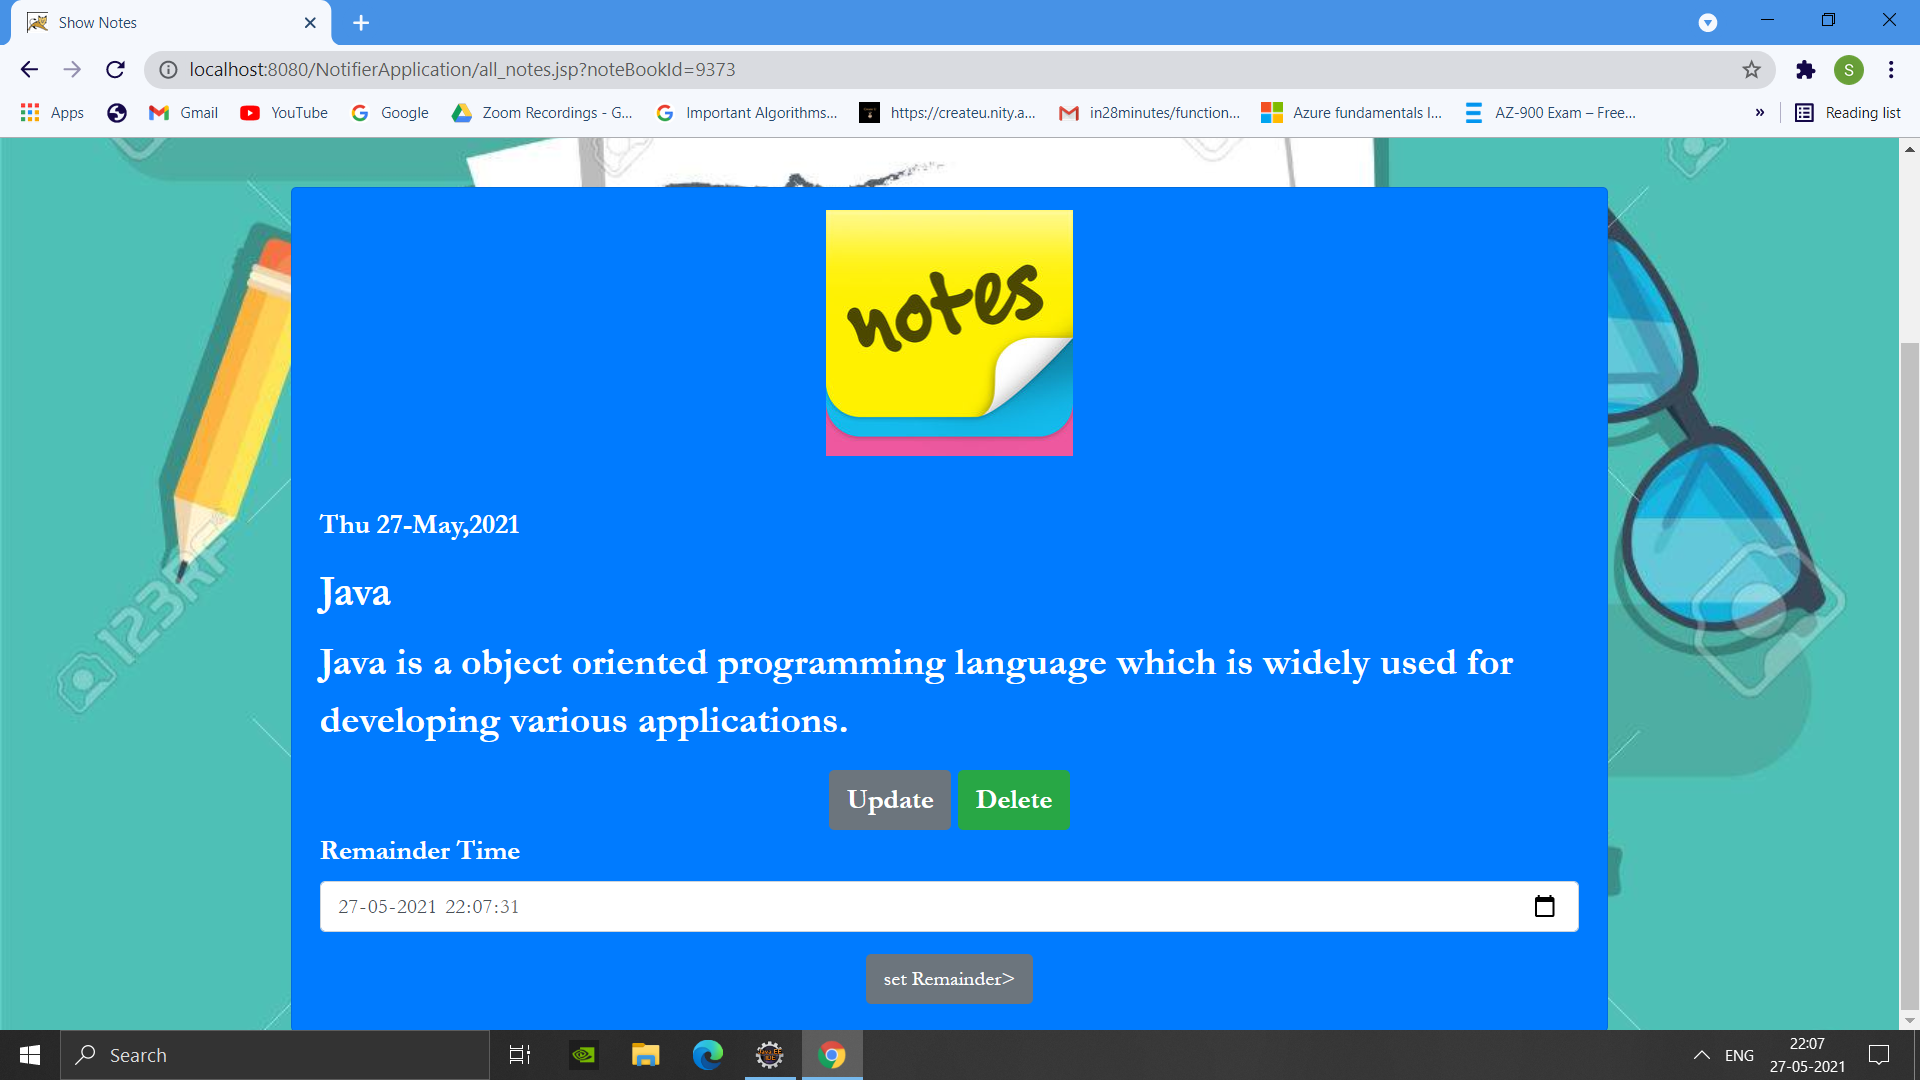 Show Notes
localhost:8080/NotifierApplication/all_notes.jsp?noteBookId=9373
S
Apps
Gmail
YouTube
Google
Zoom Recordings - G...
Important Algorithms...
https://createu.nity.a...
in28minutes/function...
Azure fundamentals l...
AZ-900 Exam – Free...
»
Reading list
notes
123RF
Thu 27-May,2021
Java
Java is a object oriented programming language which is widely used for
developing various applications.
Update Delete
Remainder Time
27-05-2021 22:07:31
set Remainder>
Search
ENG
22:07
27-05-2021